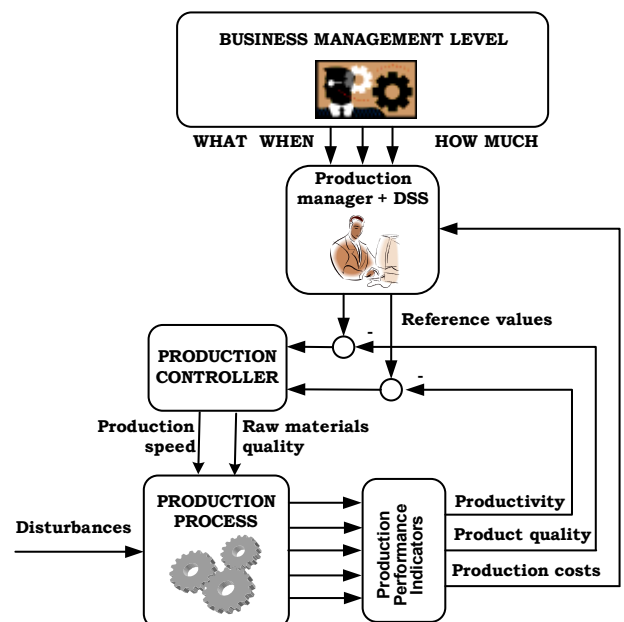 BUSINESS MANAGEMENT LEVEL
WHAT WHEN HOW MUCH
Production
manager + DSS
Reference values
-
-
PRODUCTION
CONTROLLER
Production
speed
Raw materials
quality
Disturbances
PRODUCTION
PROCESS
Production
Performance
Indicators
Productivity
Product quality
Production costs